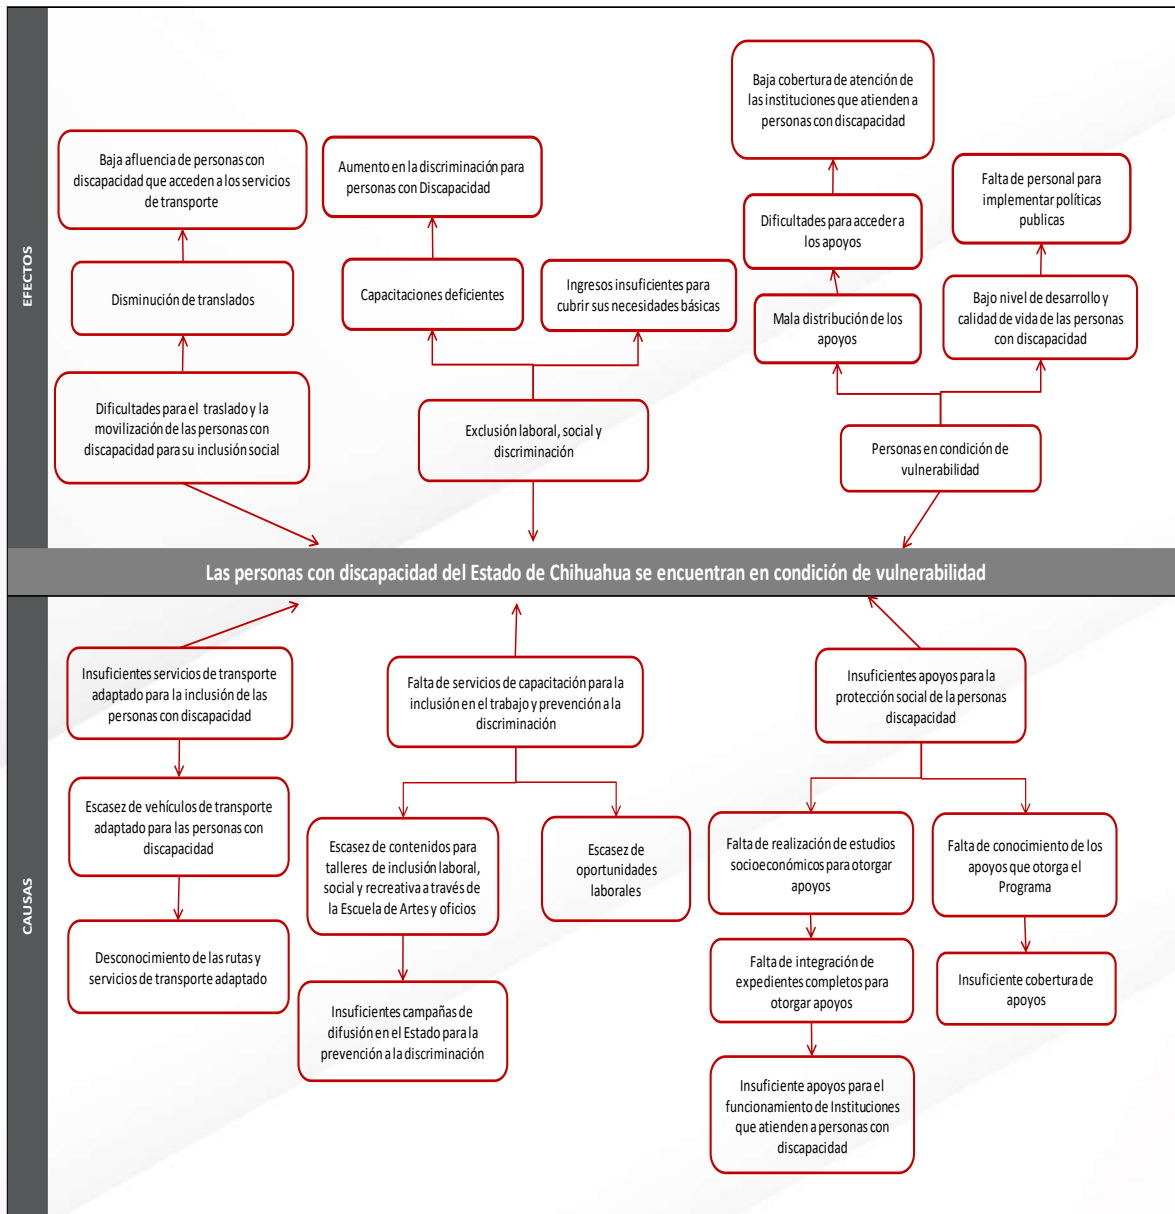 EFECTOS
Baja cobertura de atención de
las instituciones que atienden a
personas con discapacidad
Baja afluencia de personas con
discapacidad que acceden a los servicios
de transporte
Aumento en la discriminación para
personas con Discapacidad
Dificultades para acceder a
los apoyos
Falta de personal para
implementar políticas
publicas
Disminución de translados
Capacitaciones deficientes
Ingresos insuficientes para
cubrir sus necesidades básicas
Mala distribución de los
apoyos
Bajo nivel de desarrollo y
calidad de vida de las personas
con discapacidad
Dificultades para el traslado y la
movilización de las personas con
discapacidad para su inclusión social
Exclusión laboral, social y
discriminación
Personas en condición de
vulnerabilidad
Las personas con discapacidad del Estado de Chihuahua se encuentran en condición de vulnerabilidad
CAUSAS
Insuficientes servicios de transporte
adaptado para la inclusión de las
personas con discapacidad
Falta de servicios de capacitación para la
inclusión en el trabajo y prevención a la
discriminación
Insuficientes apoyos para la
protección social de la personas
discapacidad
Escasez de vehículos de transporte
adaptado para las personas con
discapacidad
Escasez de contenidos para
talleres de inclusión laboral,
social y recreativa a través de
la Escuela de Artes y oficios
Escasez de
oportunidades
laborales
Falta de realización de estudios
socioeconómicos para otorgar
apoyos
Falta de conocimiento de los
apoyos que otorga el
Programa
Desconocimiento de las rutas y
servicios de transporte adaptado
Insuficientes campañas de
difusión en el Estado para la
prevención a la discriminación
Falta de integración de
expedientes completos para
otorgar apoyos
Insuficiente cobertura de
apoyos
Insuficiente apoyos para el
funcionamiento de Instituciones
que atienden a personas con
discapacidad